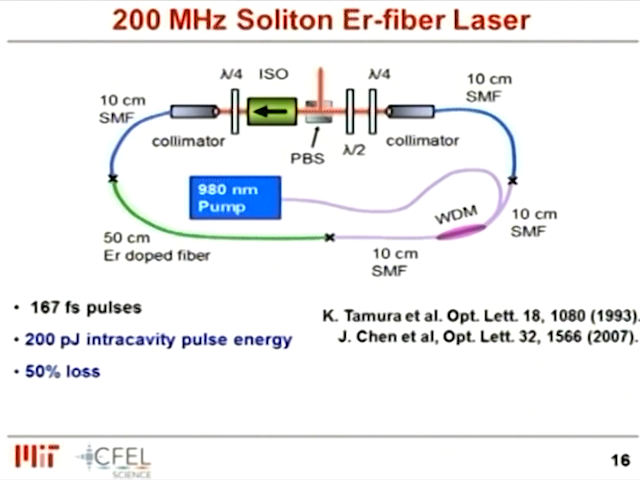 200 MHz Soliton Er-fiber Laser
λ/4 ISO λ/4
10 cm
SMF
10 cm
SMF
collimator
PBS
λ/2
collimator
980 nm
Pump
WDM
10 cm
SMF
50 cm
Er doped fiber
10 cm
SMF
• 167 fs pulses
• 200 pJ intracavity pulse energy
• 50% loss
K. Tamura et al. Opt. Lett. 18, 1080 (1993).
J. Chen et al, Opt. Lett. 32, 1566 (2007).
MIT CFEL
SCIENCE
16